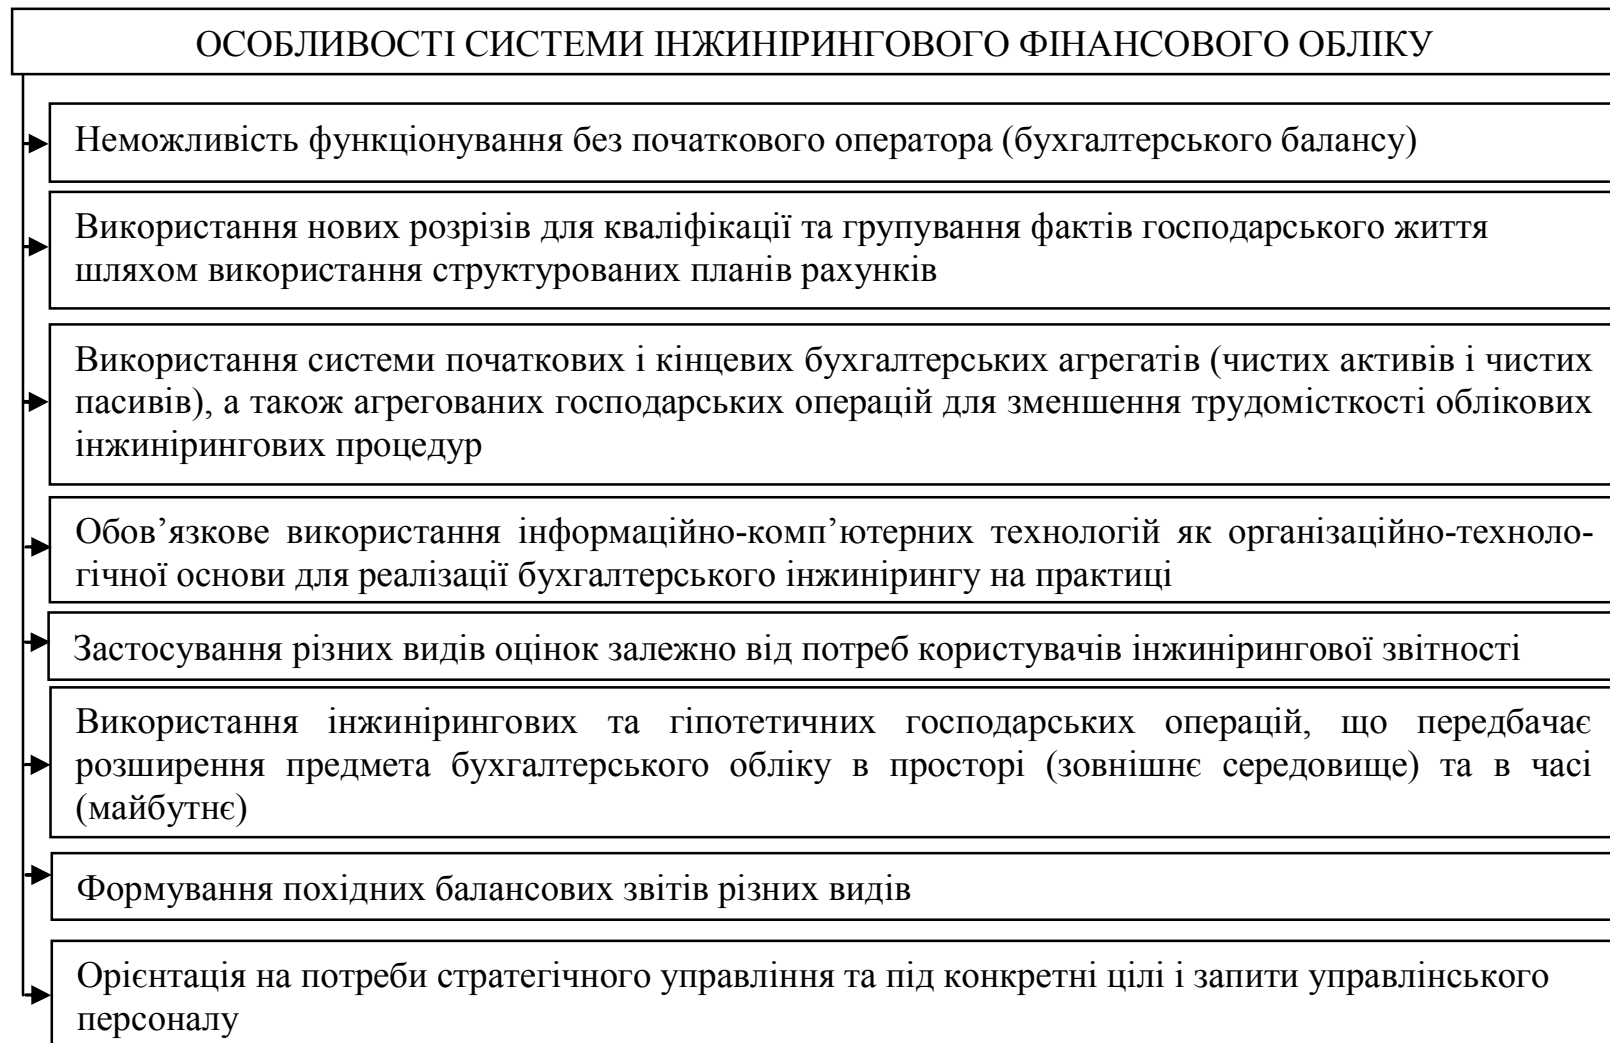 ОСОБЛИВОСТІ СИСТЕМИ ІНЖИНІРИНГОВОГО ФІНАНСОВОГО ОБЛІКУ
Неможливість функціонування без початкового оператора (бухгалтерського балансу)
Використання нових розрізів для кваліфікації та групування фактів господарського життя
шляхом використання структурованих планів рахунків
Використання системи початкових і кінцевих бухгалтерських агрегатів (чистих активів і чистих
пасивів), а також агрегованих господарських операцій для зменшення трудомісткості облікових
інжинірингових процедур
Обов’язкове використання інформаційно-комп’ютерних технологій як організаційно-техноло-
гічної основи для реалізації бухгалтерського інжинірингу на практиці
Застосування різних видів оцінок залежно від потреб користувачів інжинірингової звітності
Використання інжинірингових та гіпотетичних господарських операцій, що передбачає
розширення предмета бухгалтерського обліку в просторі (зовнішнє середовище) та в часі
(майбутнє)
Формування похідних балансових звітів різних видів
Орієнтація на потреби стратегічного управління та під конкретні цілі і запити управлінського
персоналу